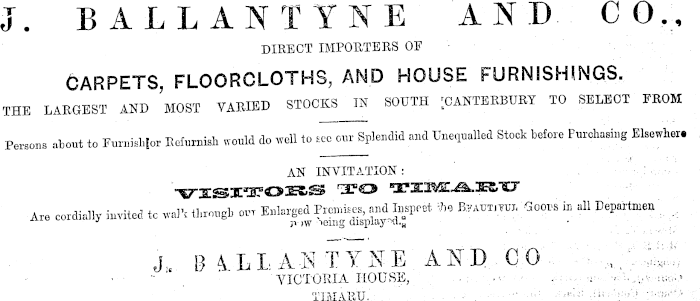 J. BALLANTYNE AND CO.,
DIRECT IMPORTERS OF
CARPETS, FLOORCLOTHS, AND HOUSE FURNISHINGS.
THE LARGEST AND MOST VARIED STOCKS IN SOUTH CANTERBURY TO SELECT FROM
Persons about to Furnish or Refurnish would do well to see our Splendid and Unequalled Stock before Purchasing Elsewhere
AN INVITATION:
VISITORS TO TIMARU
Are cordially invited to walk through our Enlarged Premises, and Inspect the BEAUTIFUL GOODS in all Departmen
now being displayed.
J. BALLANTYNE AND CO
VICTORIA HOUSE,
TIMARU.